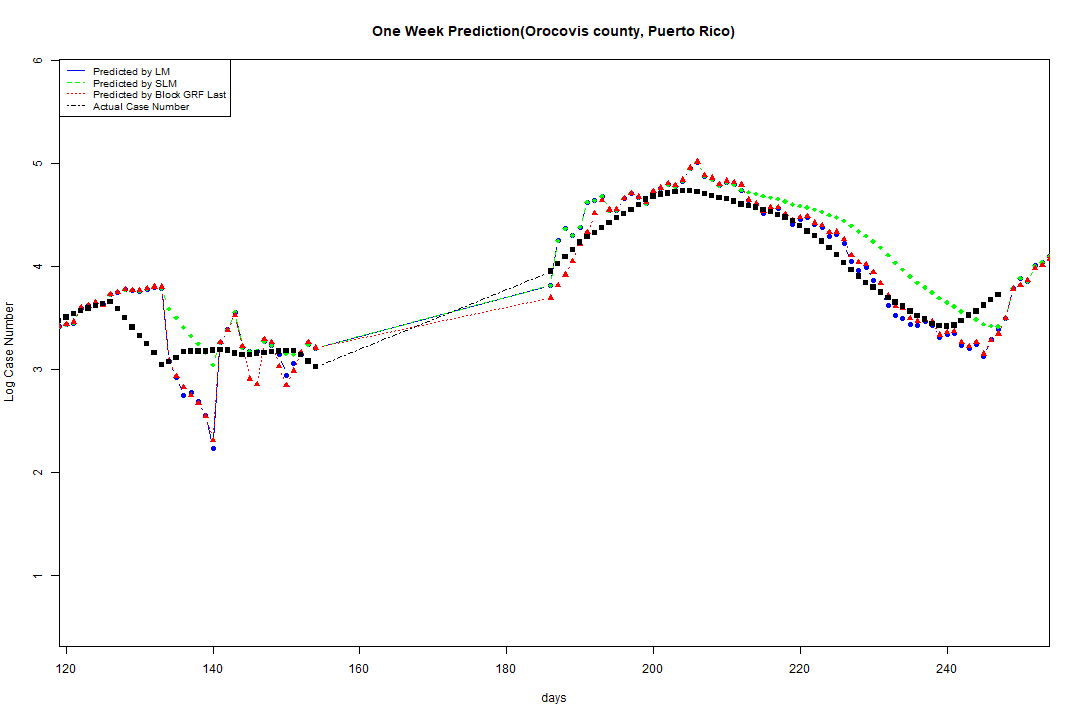 One Week Prediction(Orocovis county, Puerto Rico)
Predicted by LM
Predicted by SLM
Predicted by Block GRF Last
Actual Case Number
Log Case Number
6
5
4
3
2
1
120 140 160 180 200 220 240
days